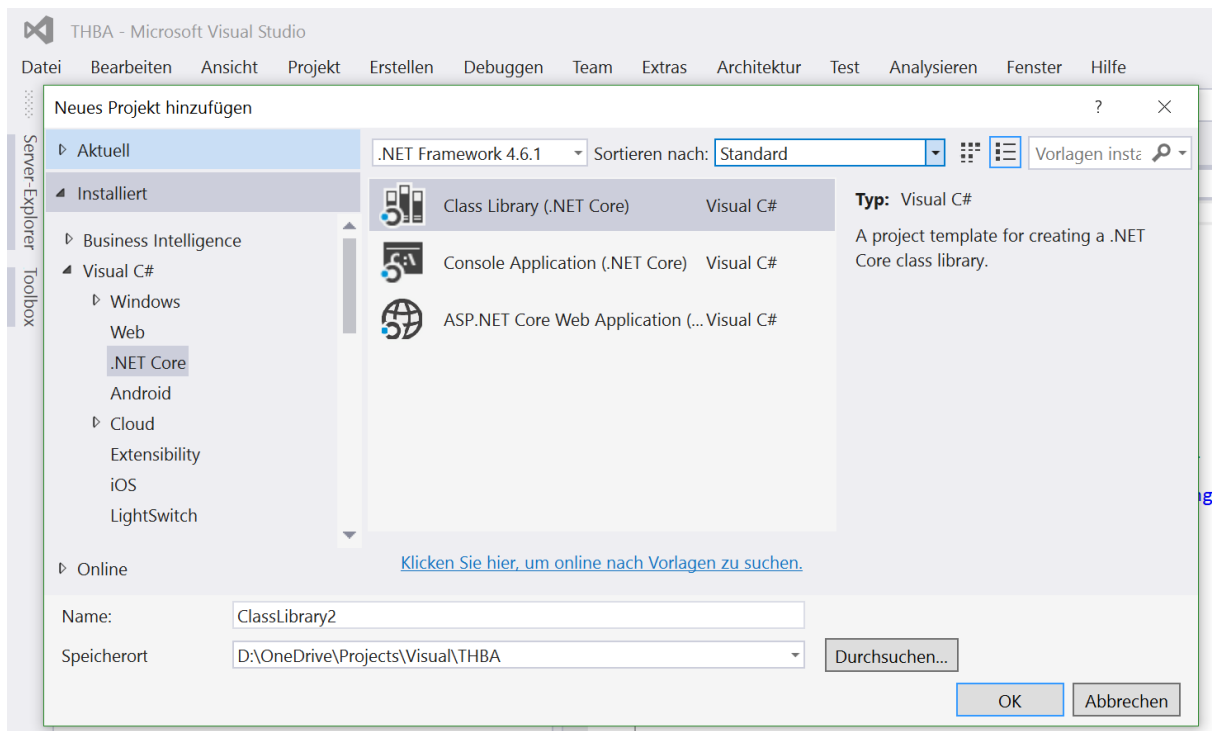 THBA - Microsoft Visual Studio
Datei Bearbeiten Ansicht Projekt Erstellen Debuggen Team Extras Architektur Test Analysieren Fenster Hilfe
Server-Explorer
Toolbox
Neues Projekt hinzufügen ?
Aktuell
Installiert
Business Intelligence
Visual C#
Windows
Web
.NET Core
Android
Cloud
Extensibility
iOS
LightSwitch
Online
.NET Framework 4.6.1 Sortieren nach: Standard Vorlagen insta
Class Library (.NET Core) Visual C#
Console Application (.NET Core) Visual C#
C:\
ASP.NET Core Web Application (... Visual C#
Typ: Visual C#
A project template for creating a .NET
Core class library.
Klicken Sie hier, um online nach Vorlagen zu suchen.
Name: ClassLibrary2
Speicherort D:\OneDrive\Projects\Visual\THBA Durchsuchen...
OK Abbrechen